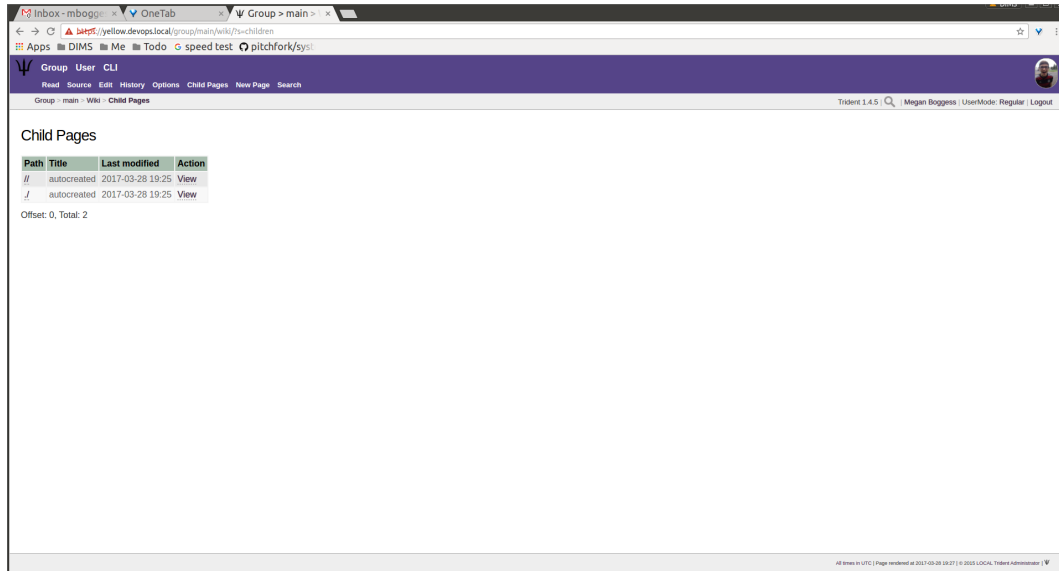 Inbox - mbogge
OneTab
Ψ Group > main >
https://yellow.devops.local/group/main/wiki/?s=children
Apps DIMS Me Todo speed test pitchfork/syst
Group User CLI
Read Source Edit History Options Child Pages New Page Search
Group > main > Wiki > Child Pages
Trident 1.4.5 | | Megan Boggess | UserMode: Regular | Logout
Child Pages
Path Title Last modified Action
// autocreated 2017-03-28 19:25 View
./ autocreated 2017-03-28 19:25 View
Offset: 0, Total: 2
All times in UTC | Page rendered at 2017-03-28 19:27 | © 2015 LOCAL Trident Administrator | Ψ